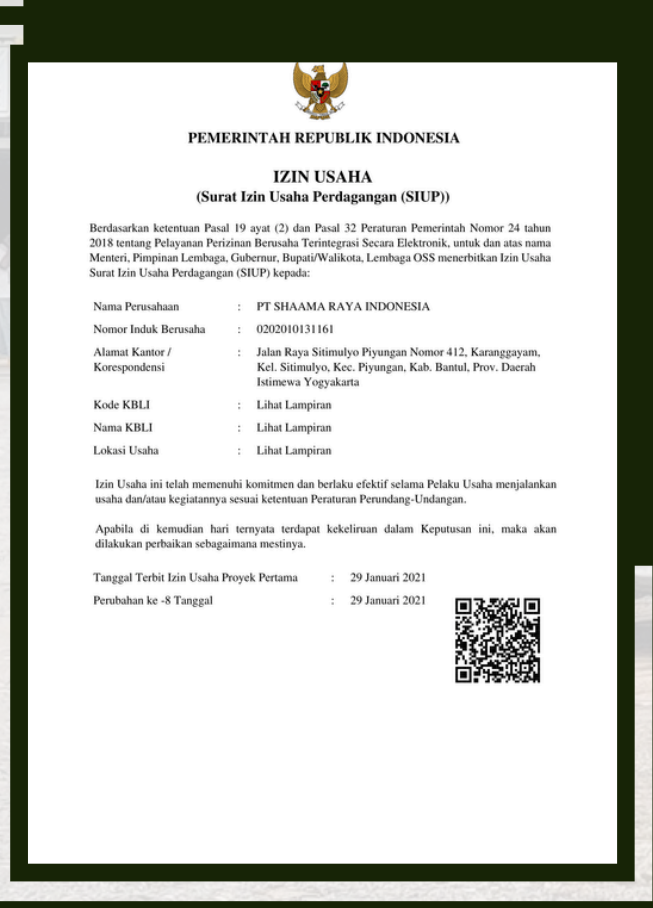 PEMERINTAH REPUBLIK INDONESIA
IZIN USAHA
(Surat Izin Usaha Perdagangan (SIUP))
Berdasarkan ketentuan Pasal 19 ayat (2) dan Pasal 32 Peraturan Pemerintah Nomor 24 tahun
2018 tentang Pelayanan Perizinan Berusaha Terintegrasi Secara Elektronik, untuk dan atas nama
Menteri, Pimpinan Lembaga, Gubernur, Bupati/Walikota, Lembaga OSS menerbitkan Izin Usaha
Surat Izin Usaha Perdagangan (SIUP) kepada:
Nama Perusahaan : PT SHAAMA RAYA INDONESIA
Nomor Induk Berusaha : 0202010131161
Alamat Kantor / : Jalan Raya Sitimulyo Piyungan Nomor 412, Karanggayam,
Korespondensi Kel. Sitimulyo, Kec. Piyungan, Kab. Bantul, Prov. Daerah
Istimewa Yogyakarta
Kode KBLI : Lihat Lampiran
Nama KBLI : Lihat Lampiran
Lokasi Usaha : Lihat Lampiran
Izin Usaha ini telah memenuhi komitmen dan berlaku efektif selama Pelaku Usaha menjalankan
usaha dan/atau kegiatannya sesuai ketentuan Peraturan Perundang-Undangan.
Apabila di kemudian hari ternyata terdapat kekeliruan dalam Keputusan ini, maka akan
dilakukan perbaikan sebagaimana mestinya.
Tanggal Terbit Izin Usaha Proyek Pertama : 29 Januari 2021
Perubahan ke -8 Tanggal : 29 Januari 2021